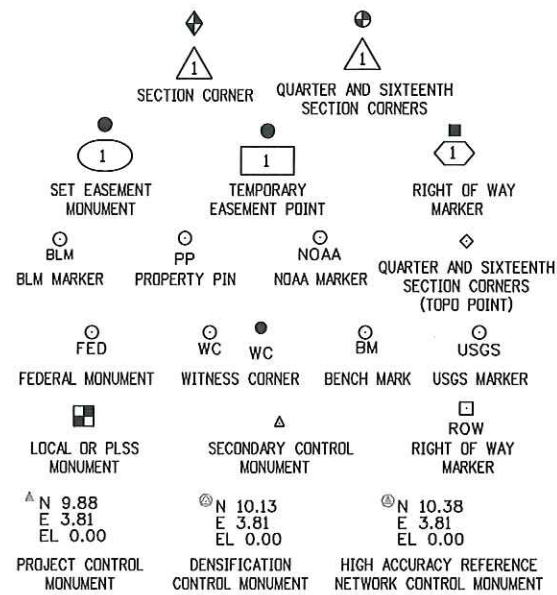 1
1
SECTION CORNER
QUARTER AND SIXTEENTH
SECTION CORNERS
1
1
1
SET EASEMENT
MONUMENT
TEMPORARY
EASEMENT POINT
RIGHT OF WAY
MARKER
BLM
BLM MARKER
PP
PROPERTY PIN
NOAA
NOAA MARKER
QUARTER AND SIXTEENTH
SECTION CORNERS
(TOPO POINT)
FED
FEDERAL MONUMENT
WC
WC
WITNESS CORNER
BM
BENCH MARK
USGS
USGS MARKER
LOCAL OR PLSS
MONUMENT
SECONDARY CONTROL
MONUMENT
ROW
RIGHT OF WAY
MARKER
N 9.88
E 3.81
EL 0.00
PROJECT CONTROL
MONUMENT
N 10.13
E 3.81
EL 0.00
DENSIFICATION
CONTROL MONUMENT
N 10.38
E 3.81
EL 0.00
HIGH ACCURACY REFERENCE
NETWORK CONTROL MONUMENT